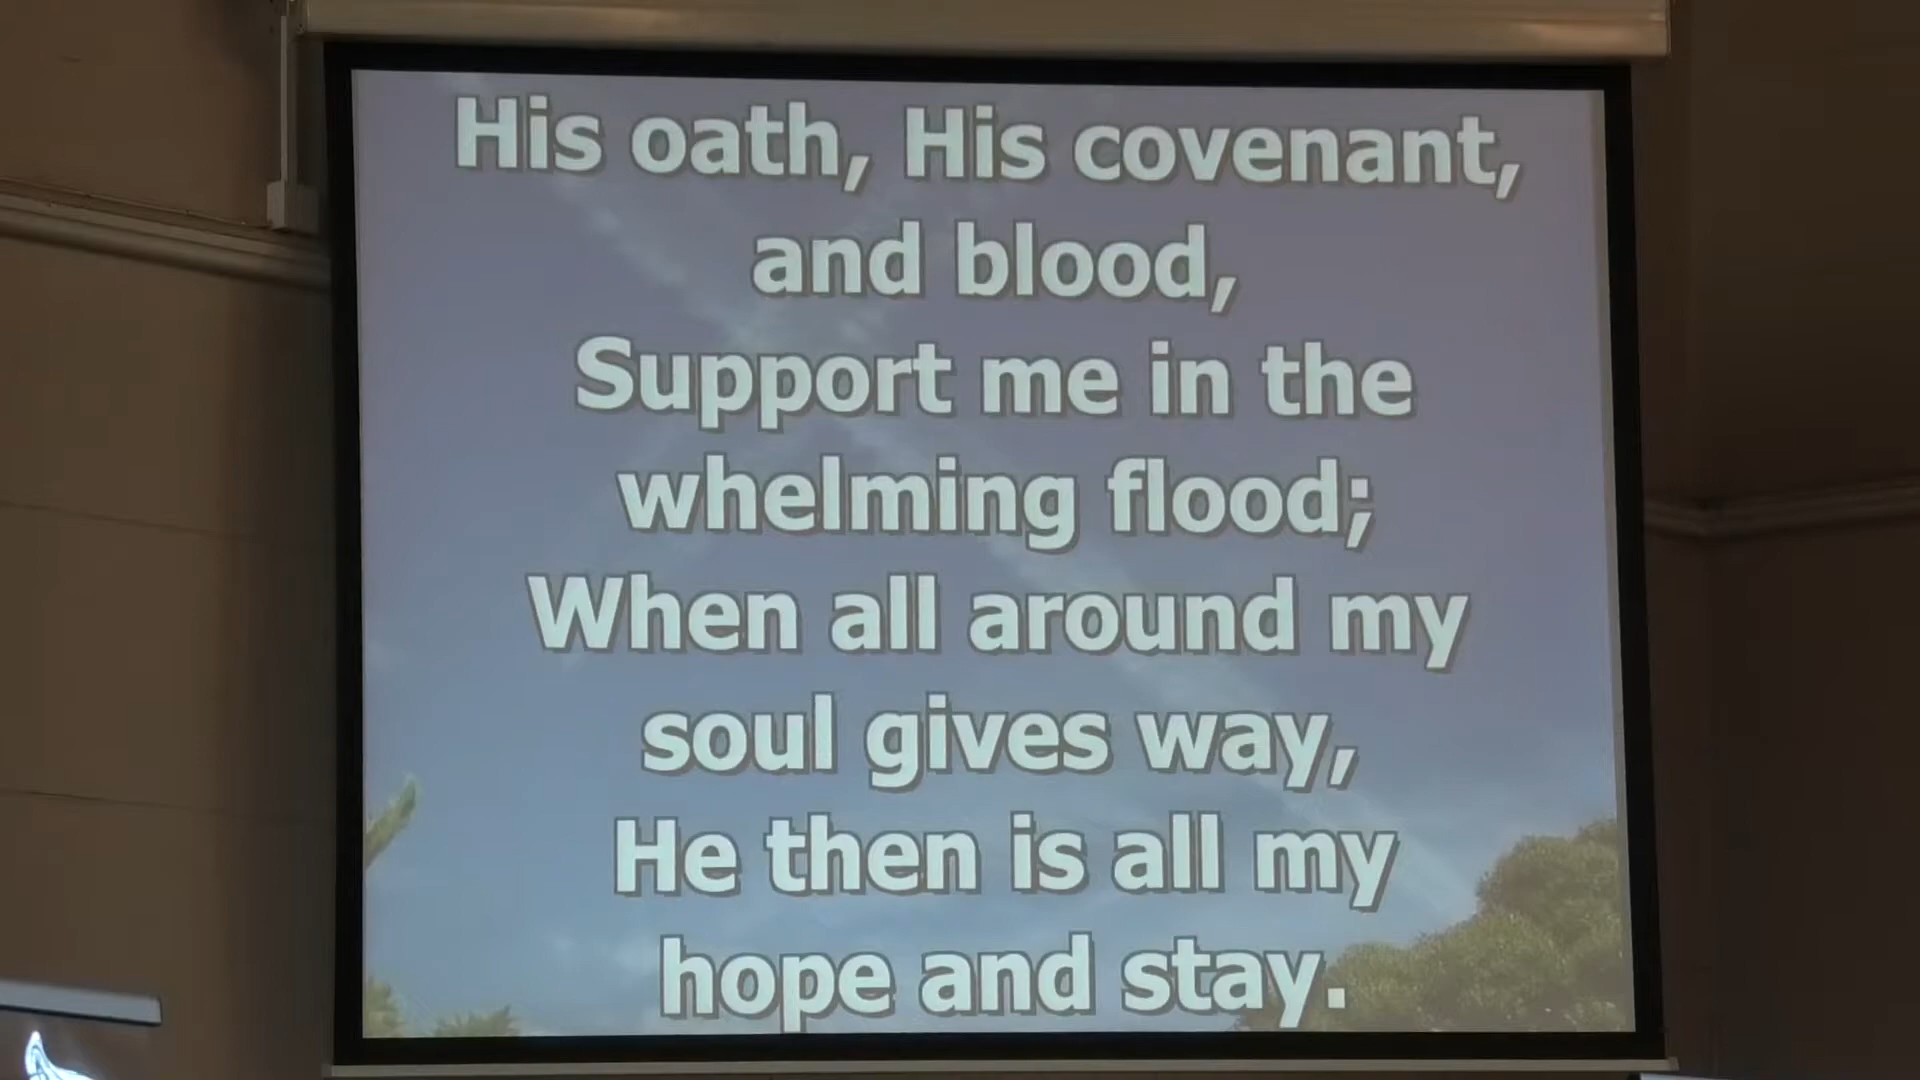 His oath, His covenant,
and blood,
Support me in the
whelming flood;
When all around my
soul gives way,
He then is all my
hope and stay.